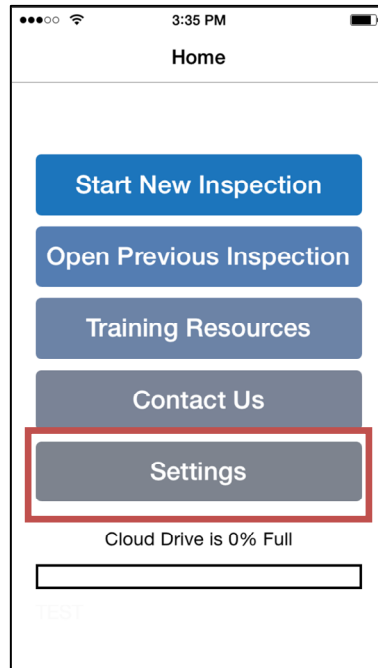 3:35 PM
Home
Start New Inspection
Open Previous Inspection
Training Resources
Contact Us
Settings
Cloud Drive is 0% Full
TEST